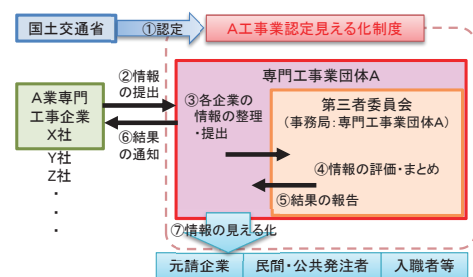 国土交通省
①認定
A工事業認定見える化制度
②情報
の提出
専門工事業団体A
A業専門
工事企業
X社
③各企業の
情報の整理
・提出
第三者委員会
(事務局:専門工事業団体A)
⑥結果
の通知
Y社
Z社
・
・
・
④情報の評価・まとめ
⑤結果の報告
⑦情報の見える化
元請企業
民間・公共発注者
入職者等